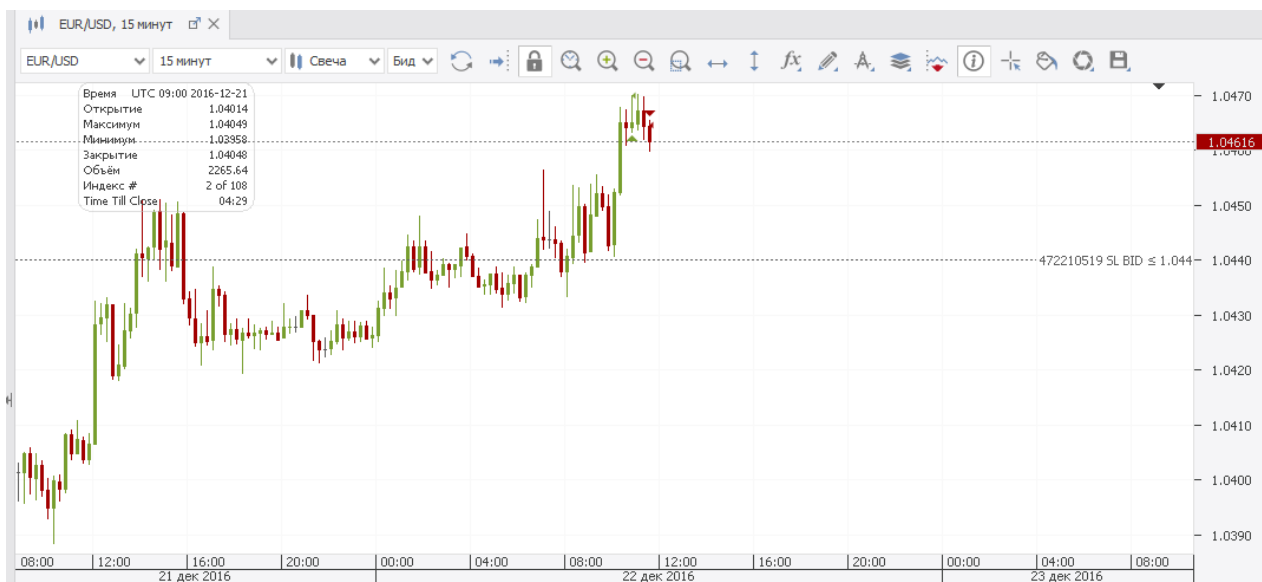 EUR/USD, 15 минут
EUR/USD 15 минут Свеча Бид
Время UTC 09:00 2016-12-21
Открытие 1.04014
Максимум 1.04049
Минимум 1.03958
Закрытие 1.04048
Объём 2265.64
Индекс # 2 of 108
Time Till Close 04:29
1.0470
1.04616
1.0460
1.0450
472210519 SL BID ≤ 1.044
1.0440
1.0430
1.0420
1.0410
1.0400
1.0390
08:00 12:00 16:00 20:00 00:00 04:00 08:00 12:00 16:00 20:00 00:00 04:00 08:00
21 дек 2016 22 дек 2016 23 дек 2016